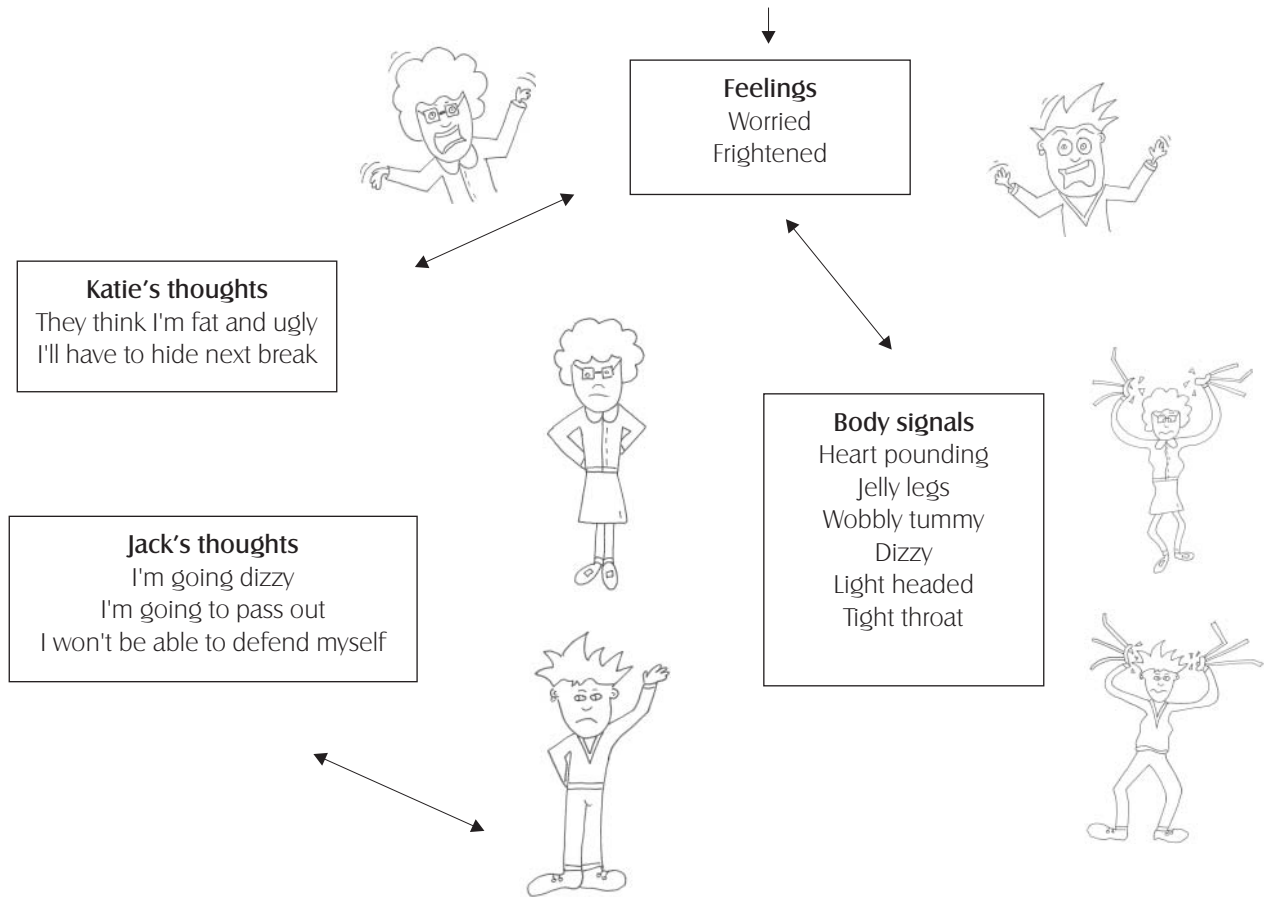 Feelings
Worried
Frightened
Katie's thoughts
They think I'm fat and ugly
I'll have to hide next break
Body signals
Heart pounding
Jelly legs
Wobbly tummy
Dizzy
Light headed
Tight throat
Jack's thoughts
I'm going dizzy
I'm going to pass out
I won't be able to defend myself